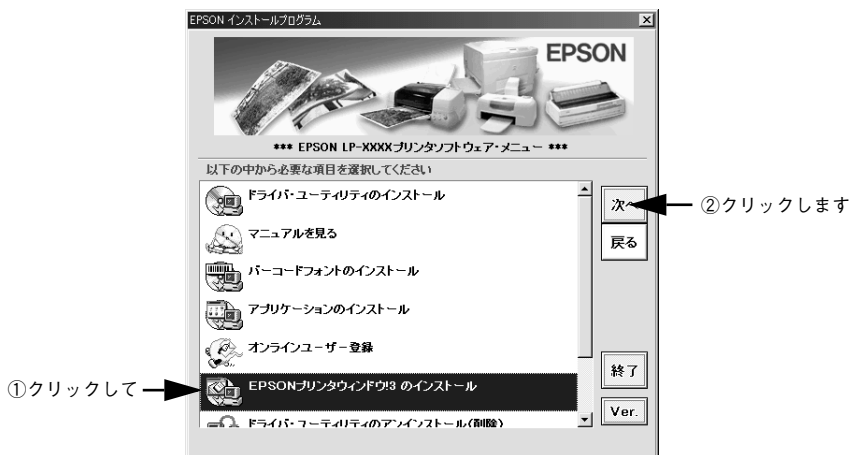 EPSON インストールプログラム
EPSON
*** EPSON LP-XXXXプリンタソフトウェア・メニュー ***
以下の中から必要な項目を選択してください
ドライバ・ユーティリティのインストール
次へ
②クリックします
マニュアルを見る
戻る
バーコードフォントのインストール
アプリケーションのインストール
オンラインユーザー登録
終了
①クリックして
EPSONプリンタウィンドウ!3 のインストール
Ver.
ドライバ・ユーティリティのアンインストール(削除)